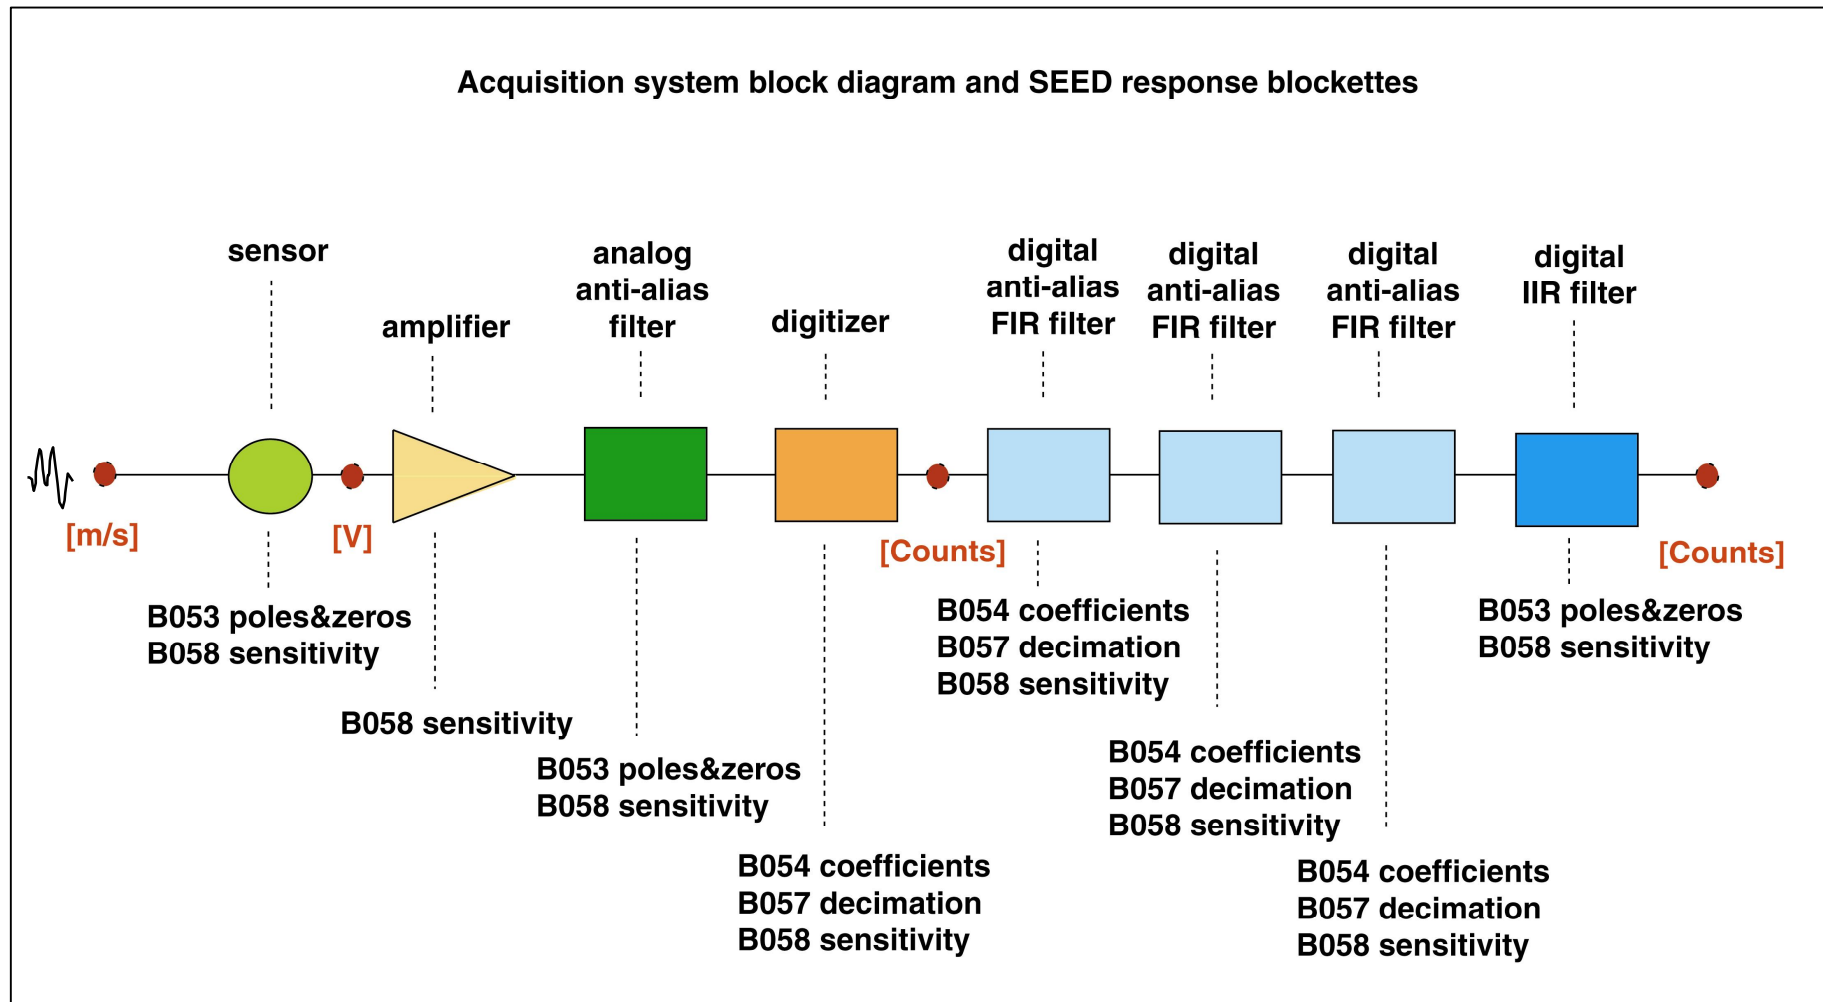 Acquisition system block diagram and SEED response blockettes
sensor
amplifier
analog
anti-alias
filter
digitizer
digital
anti-alias
FIR filter
digital
anti-alias
FIR filter
digital
anti-alias
FIR filter
digital
IIR filter
[m/s]
[V]
[Counts]
[Counts]
B053 poles&zeros
B058 sensitivity
B058 sensitivity
B053 poles&zeros
B058 sensitivity
B054 coefficients
B057 decimation
B058 sensitivity
B054 coefficients
B057 decimation
B058 sensitivity
B054 coefficients
B057 decimation
B058 sensitivity
B054 coefficients
B057 decimation
B058 sensitivity
B053 poles&zeros
B058 sensitivity